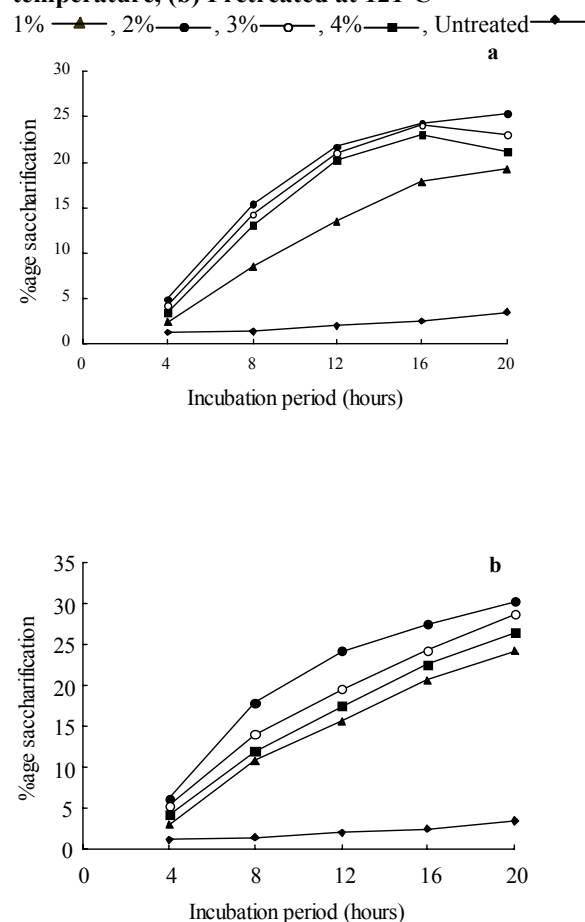 temperature, (b) Pretreated at 121°C
1% , 2% , 3% , 4% , Untreated
a
30
25
20
15
10
5
0
%age saccharification
0 4 8 12 16 20
Incubation period (hours)
b
35
30
25
20
15
10
5
0
%age saccharification
0 4 8 12 16 20
Incubation period (hours)